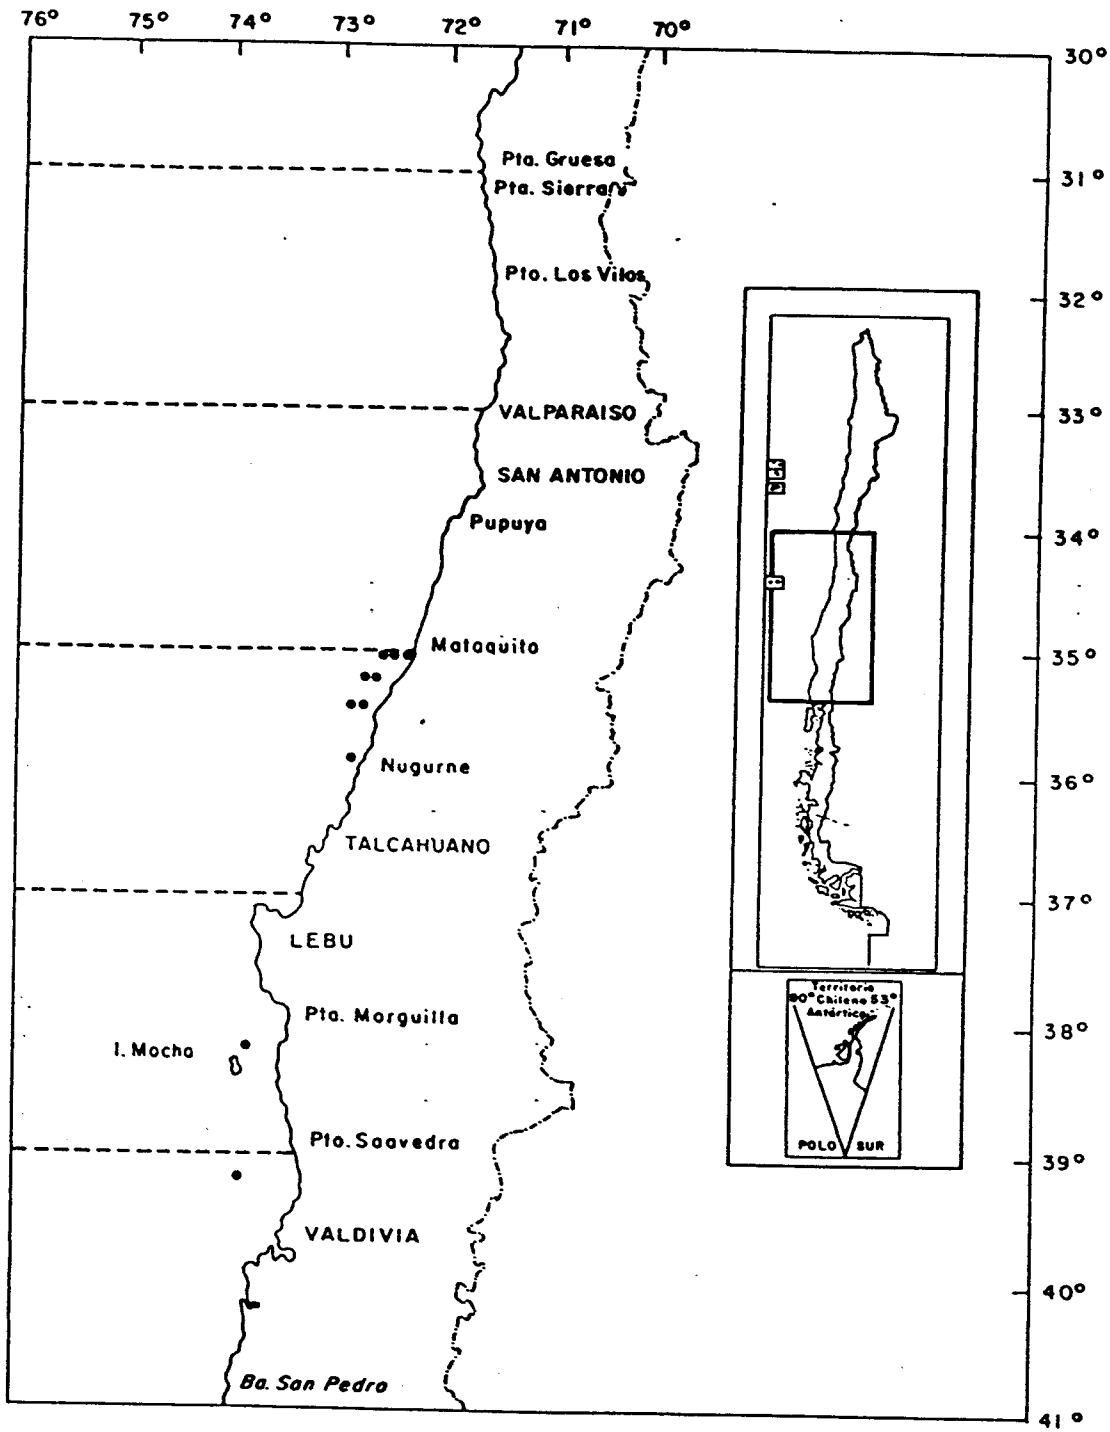 76° 75° 74° 73° 72° 71° 70°
30°
Pta. Gruesa
31°
Pta. Sierra
Pto. Los Vilos
32°
VALPARAISO
33°
SAN ANTONIO
Pupuya
34°
Mataquito
35°
Nugurne
36°
TALCAHUANO
37°
LEBU
Pta. Morguilla
38°
I. Mocha
Pto. Saavedra
39°
VALDIVIA
40°
Ba. San Pedro
41°
Territorio
90° Chileno 53°
Antártico
POLO SUR